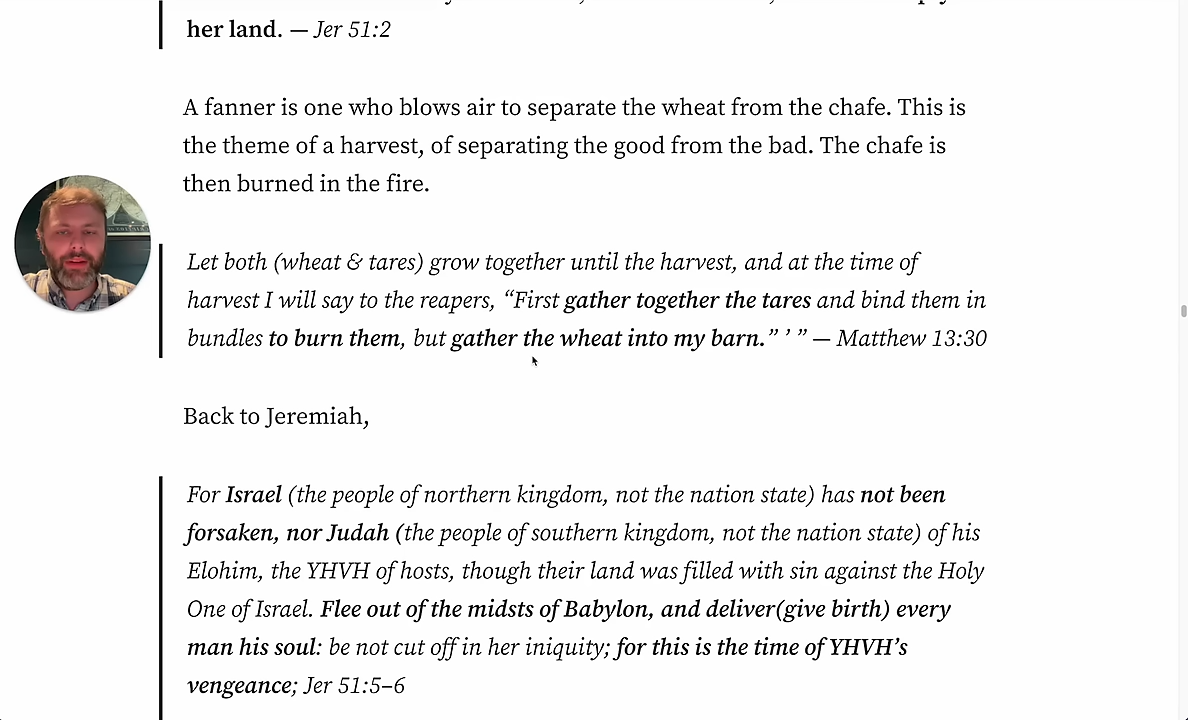 her land. — Jer 51:2
A fanner is one who blows air to separate the wheat from the chafe. This is
the theme of a harvest, of separating the good from the bad. The chafe is
then burned in the fire.
Let both (wheat & tares) grow together until the harvest, and at the time of
harvest I will say to the reapers, “First gather together the tares and bind them in
bundles to burn them, but gather the wheat into my barn.” ’ ” — Matthew 13:30
Back to Jeremiah,
For Israel (the people of northern kingdom, not the nation state) has not been
forsaken, nor Judah (the people of southern kingdom, not the nation state) of his
Elohim, the YHVH of hosts, though their land was filled with sin against the Holy
One of Israel. Flee out of the midsts of Babylon, and deliver(give birth) every
man his soul: be not cut off in her iniquity; for this is the time of YHVH’s
vengeance; Jer 51:5–6